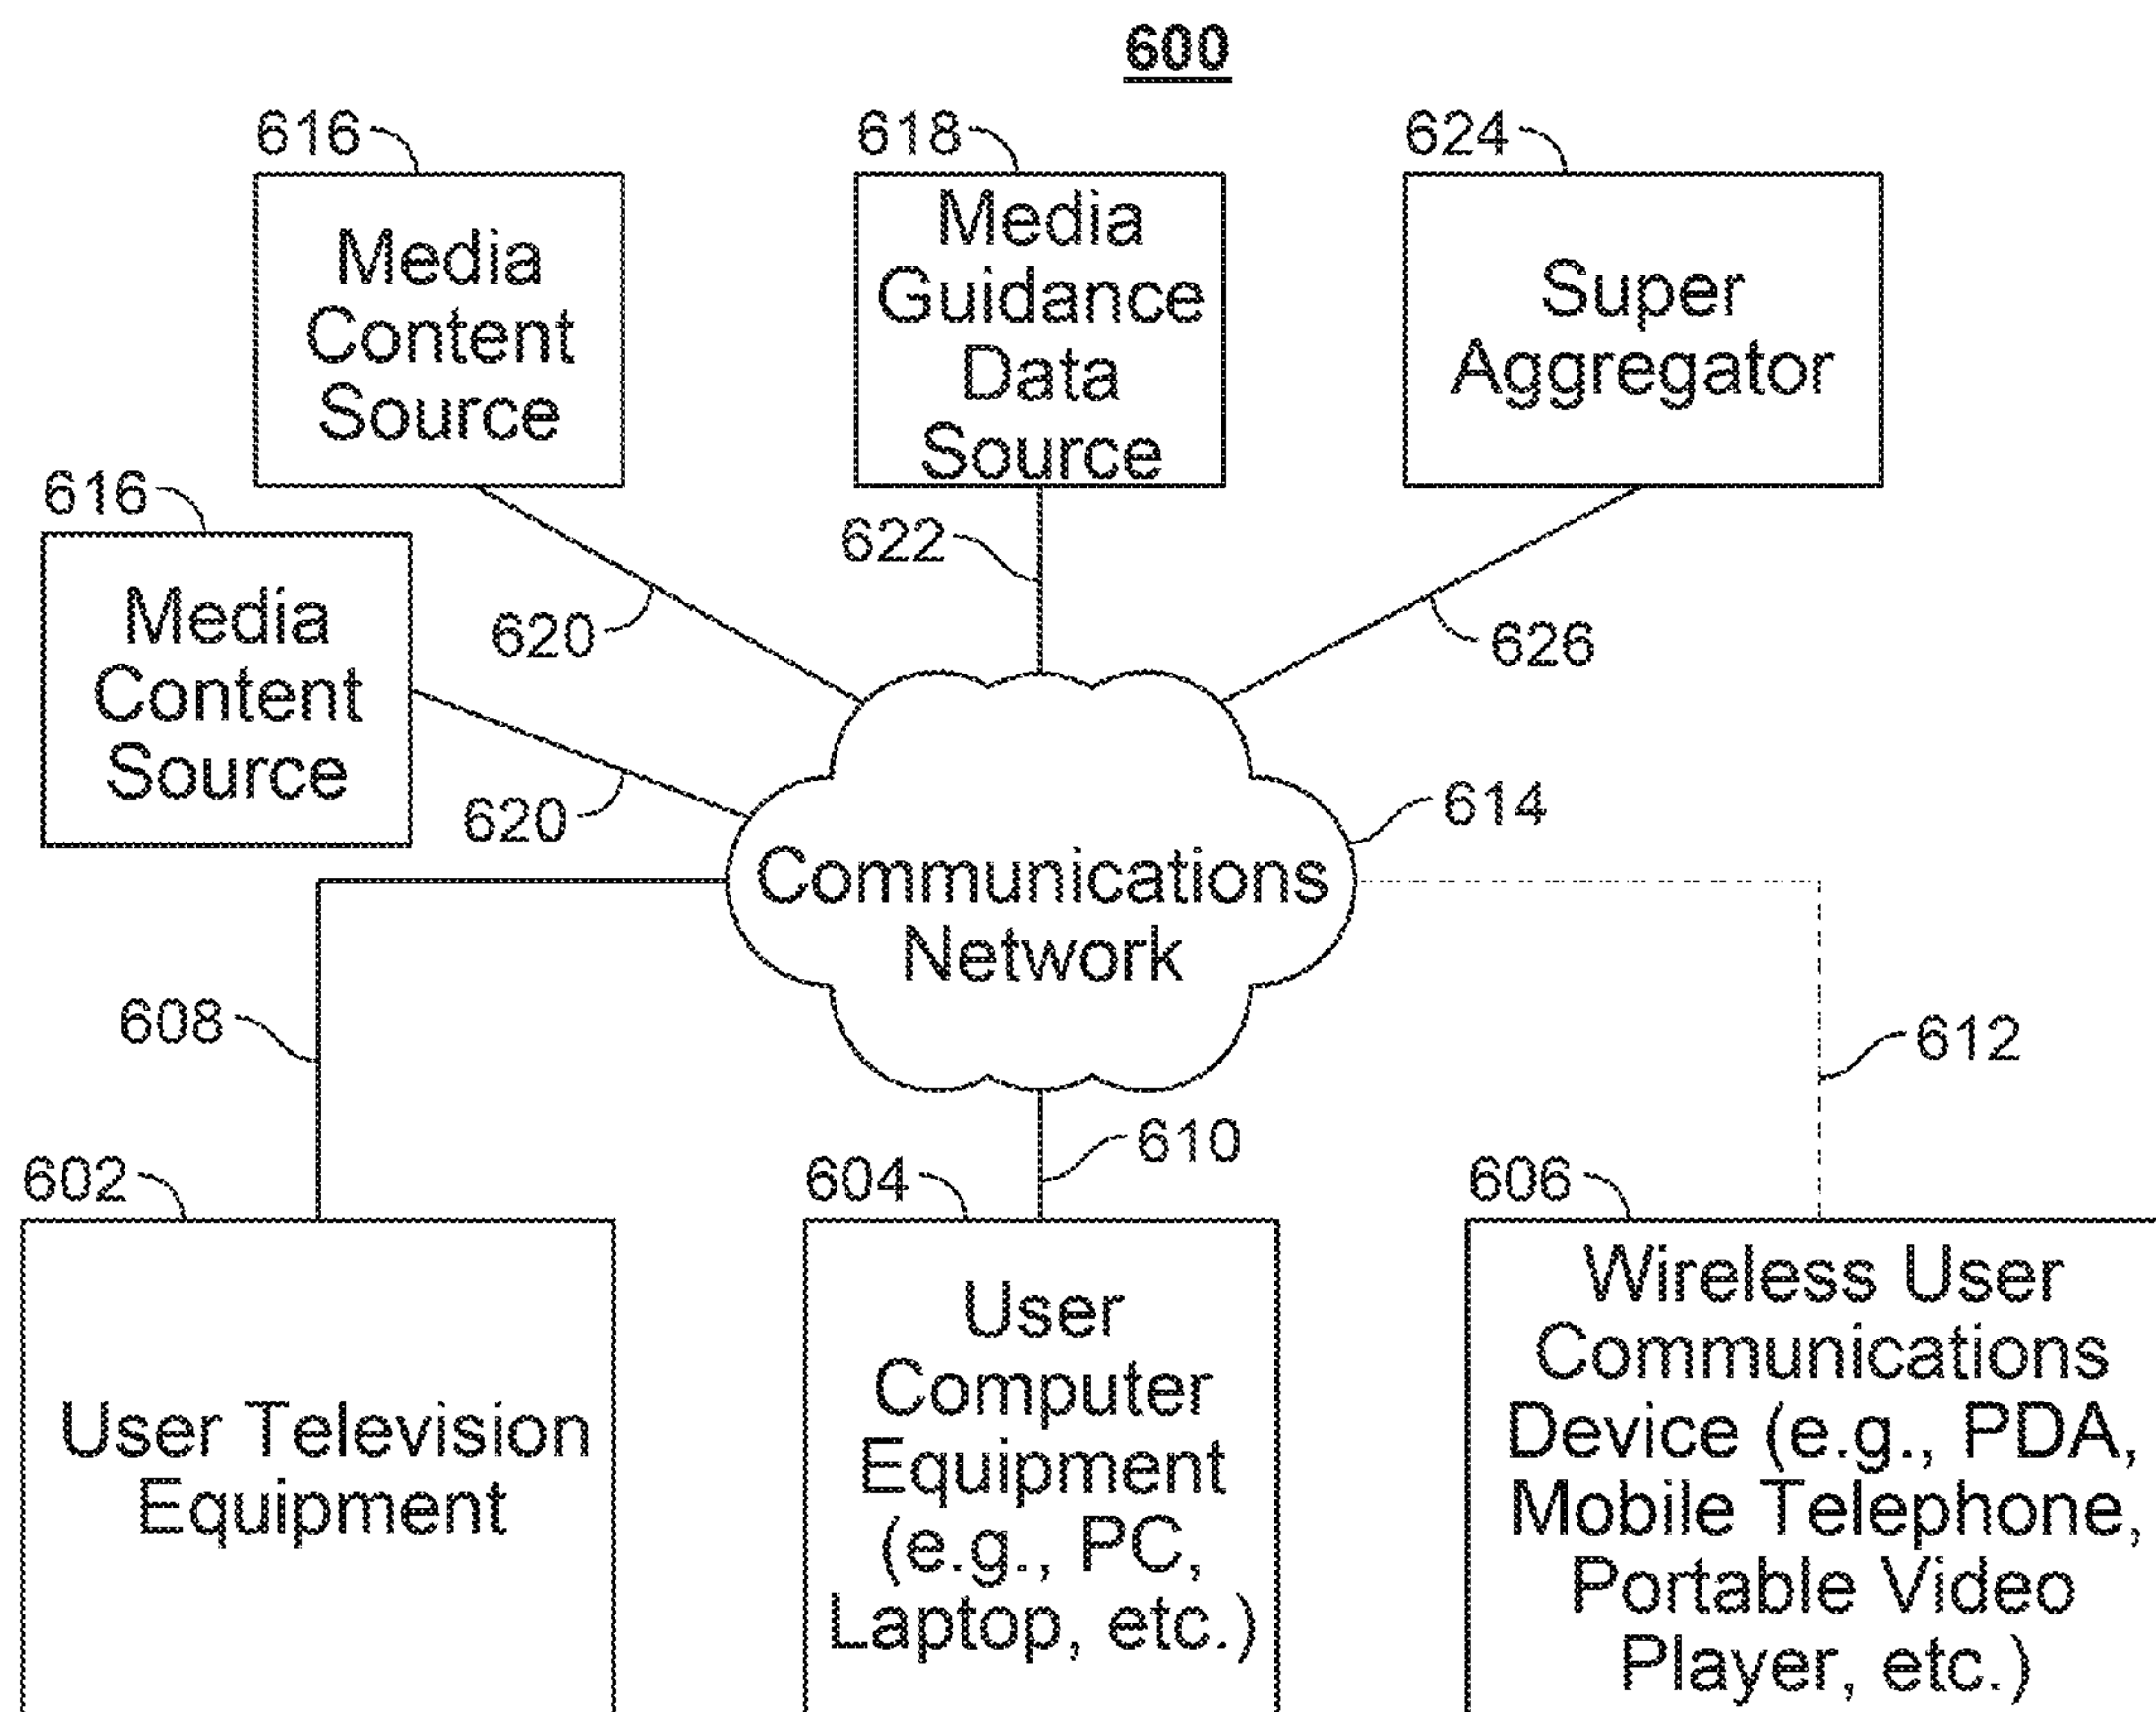 600
616
Media
Content
Source
618
Media
Guidance
Data
Source
624
Super
Aggregator
616
Media
Content
Source
620
622
626
620
614
Communications
Network
608
612
610
602
User Television
Equipment
604
User
Computer
Equipment
(e.g., PC,
Laptop, etc.)
606
Wireless User
Communications
Device (e.g., PDA,
Mobile Telephone,
Portable Video
Player, etc.)